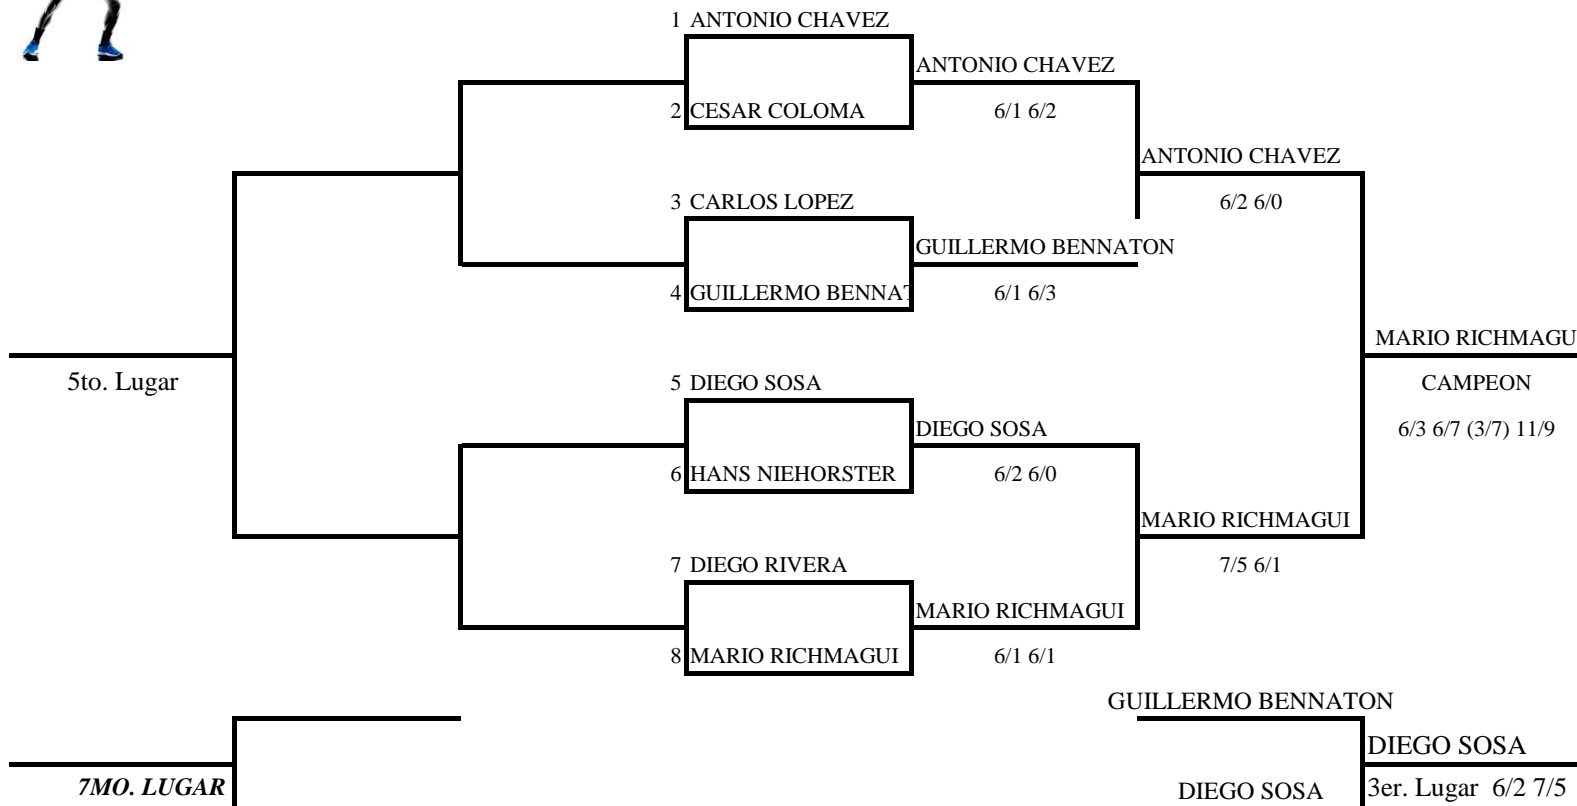 1 ANTONIO CHAVEZ
ANTONIO CHAVEZ
2 CESAR COLOMA
6/1 6/2
ANTONIO CHAVEZ
3 CARLOS LOPEZ
6/2 6/0
GUILLERMO BENNATON
4 GUILLERMO BENNAT
6/1 6/3
MARIO RICHMAGU
5to. Lugar
5 DIEGO SOSA
CAMPEON
DIEGO SOSA
6/3 6/7 (3/7) 11/9
6 HANS NIEHORSTER
6/2 6/0
MARIO RICHMAGUI
7 DIEGO RIVERA
7/5 6/1
MARIO RICHMAGUI
8 MARIO RICHMAGUI
6/1 6/1
GUILLERMO BENNATON
DIEGO SOSA
7MO. LUGAR
DIEGO SOSA
3er. Lugar 6/2 7/5